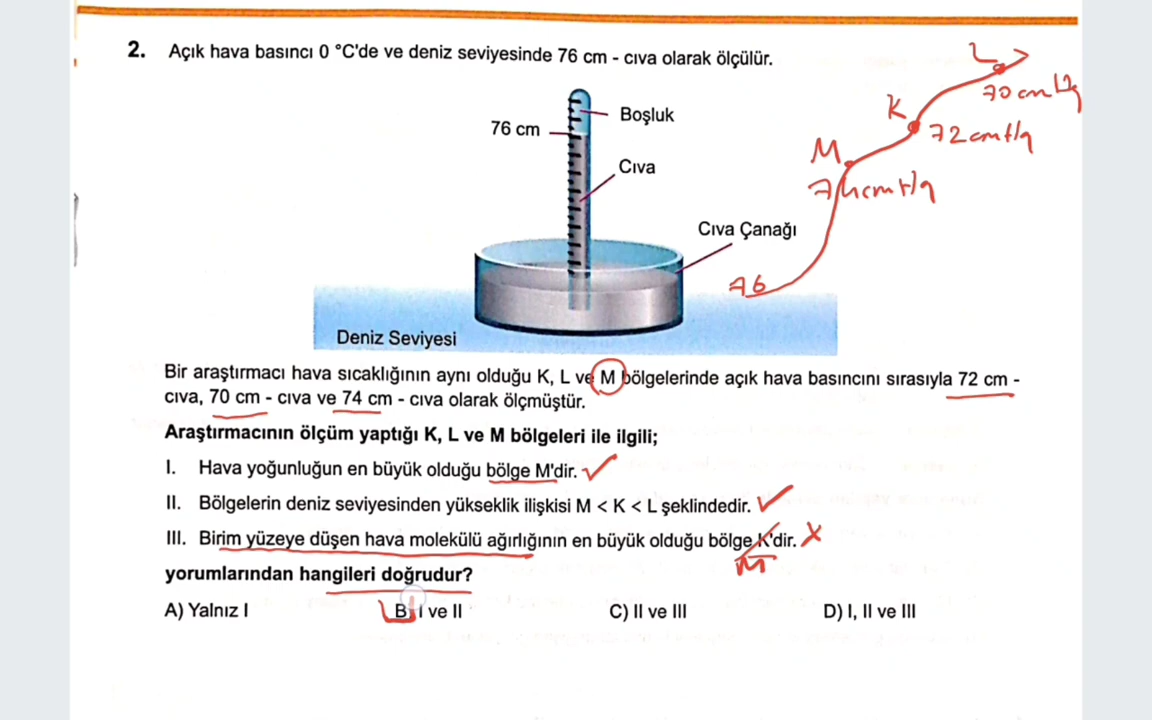 2. Açık hava basıncı 0 °C'de ve deniz seviyesinde 76 cm - cıva olarak ölçülür.
L
70 cm Hg
K
72 cmHg
M
74cmHg
76
76 cm
Boşluk
Cıva
Cıva Çanağı
Deniz Seviyesi
Bir araştırmacı hava sıcaklığının aynı olduğu K, L ve M bölgelerinde açık hava basıncını sırasıyla 72 cm -
cıva, 70 cm - cıva ve 74 cm - cıva olarak ölçmüştür.
Araştırmacının ölçüm yaptığı K, L ve M bölgeleri ile ilgili;
I. Hava yoğunluğun en büyük olduğu bölge M'dir.
II. Bölgelerin deniz seviyesinden yükseklik ilişkisi M < K < L şeklindedir.
III. Birim yüzeye düşen hava molekülü ağırlığının en büyük olduğu bölge K'dir.
M
yorumlarından hangileri doğrudur?
A) Yalnız I B) I ve II C) II ve III D) I, II ve III